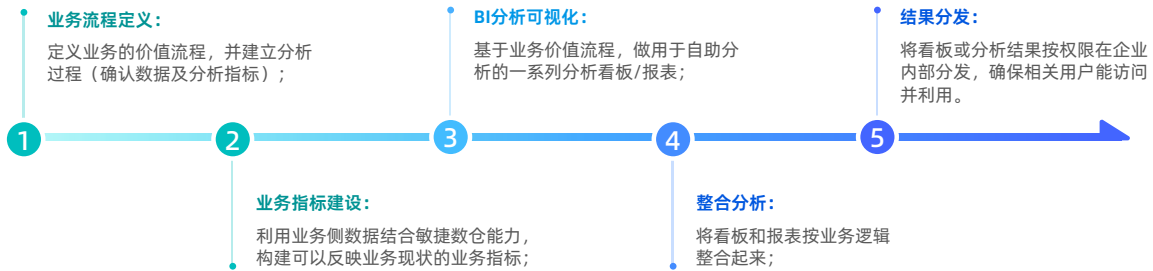 业务流程定义：
定义业务的价值流程，并建立分析
过程（确认数据及分析指标）；
BI分析可视化：
基于业务价值流程，做用于自助分
析的一系列分析看板/报表；
结果分发：
将看板或分析结果按权限在企业
内部分发，确保相关用户能访问
并利用。
1
2
3
4
5
业务指标建设：
利用业务侧数据结合敏捷数仓能力，
构建可以反映业务现状的业务指标；
整合分析：
将看板和报表按业务逻辑
整合起来；